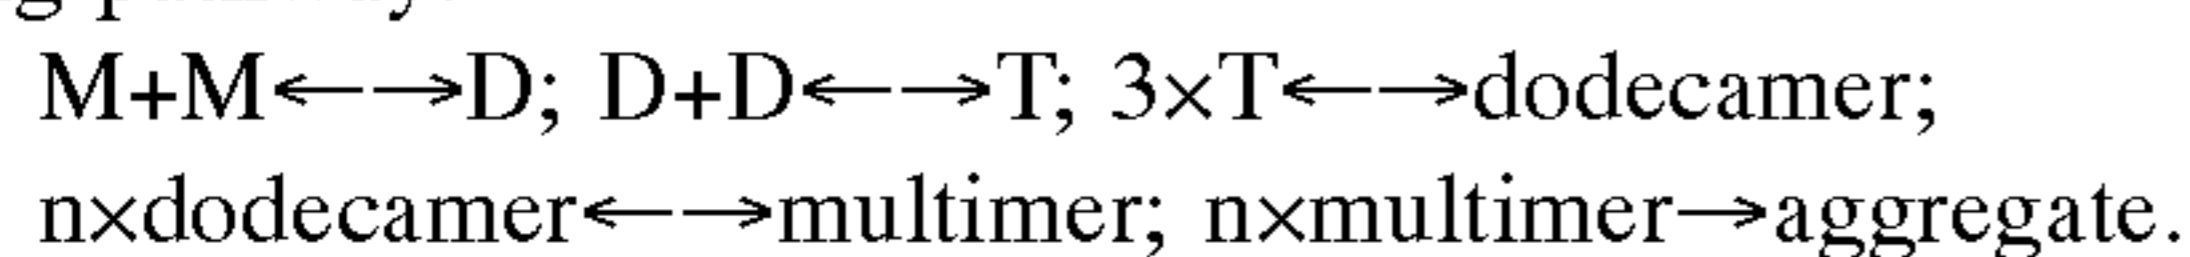 M+M←→D; D+D←→T; 3×T←→dodecamer;
n×dodecamer←→multimer; n×multimer→aggregate.